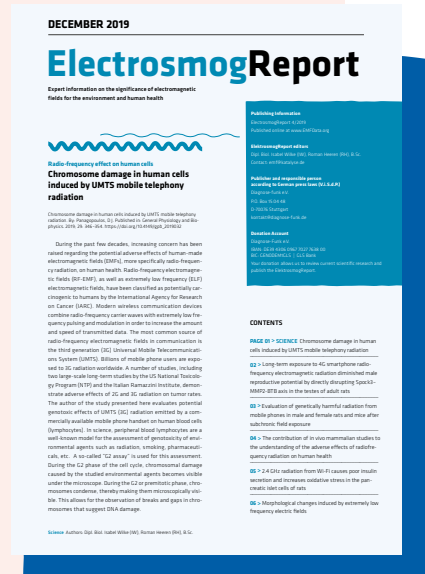 DECEMBER 2019
ElectrosmogReport
Expert information on the significance of electromagnetic
fields for the environment and human health
Radio-frequency effect on human cells
Chromosome damage in human cells
induced by UMTS mobile telephony
radiation
Chromosome damage in human cells induced by UMTS mobile telephony
radiation. By: Panagopoulos, D.J. Published in: General Physiology and Bio-
physics. 2019; 38: 445-454. https://doi.org/10.4149/gpb_2019032
During the past few decades, increasing concern has been
raised regarding the potential adverse effects of human-made
electromagnetic fields (EMFs), more specifically radio-frequen-
cy radiation, on human health. Radio-frequency electromagne-
tic fields (RF-EMF), as well as extremely low frequency (ELF)
electromagnetic fields, have been classified as potentially car-
cinogenic to humans by the International Agency for Research
on Cancer (IARC). Modern wireless communication devices
combine radio-frequency carrier waves with extremely low fre-
quency pulsing and modulation in order to increase the amount
and speed of transmitted data. The most common source of
radio-frequency electromagnetic fields in communication is
the third generation (3G) Universal Mobile Telecommunicati-
ons System (UMTS). Billions of mobile phone users are expo-
sed to 3G radiation worldwide. A number of studies, including
two large-scale long-term studies by the US National Toxicolo-
gy Program (NTP) and the Italian Ramazzini Institute, demons-
trate adverse effects of 2G and 3G radiation on tumor rates.
The author of the study presented here evaluates potential
genotoxic effects of UMTS (3G) radiation emitted by a com-
mercially available mobile phone handset on human blood cells
(lymphocytes). In science, peripheral blood lymphocytes are a
well-known model for the assessment of genotoxicity of envi-
ronmental agents such as radiation, smoking, pharmaceuti-
cals, etc. A so-called "G2 assay" is used for this assessment.
During the G2 phase of the cell cycle, chromosomal damage
caused by the studied environmental agents becomes visible
under the microscope. During the G2 or premitotic phase, chro-
mosomes condense, thereby making them microscopically visi-
ble. This allows for the observation of breaks and gaps in chro-
mosomes that suggest DNA damage.
Science Authors: Dipl. Biol. Isabel Wilke (IW), Roman Heeren (RH), B.Sc.
Publishing Information
ElectrosmogReport 4/2019
Published online at www.EMFData.org
ElectrosmogReport editors
Dipl. Biol. Isabel Wilke (IW), Roman Heeren (RH), B.Sc.
Contact: emf@katalyse.de
Publisher and responsible person
according to German press laws (V.i.S.d.P.)
Diagnose-Funk e.V.
P.O. Box 15 04 48
D-70076 Stuttgart
kontakt@diagnose-funk.de
Donation Account
Diagnose-Funk e.V.
BIC: GENODEM1GLS | GLS Bank
Your donation allows us to review current scientific research and
publish the ElectrosmogReport.
CONTENTS
PAGE 01 > SCIENCE Chromosome damage in human
cells induced by UMTS mobile telephony radiation
02 > Long-term exposure to 4G smartphone radio-
frequency electromagnetic radiation diminished male
reproductive potential by directly disrupting Spock3-
MMP2-BTB axis in the testes of adult rats
03 > Evaluation of genetically harmful radiation from
mobile phones in male and female rats and mice after
subchronic field exposure
04 > The contribution of in vivo mammalian studies to
the understanding of the adverse effects of radiofre-
quency radiation on human health
05 > 2.4 GHz radiation from Wi-Fi causes poor insulin
secretion and increases oxidative stress in the pan-
creatic islet cells of rats
06 > Morphological changes induced by extremely low
frequency electric fields